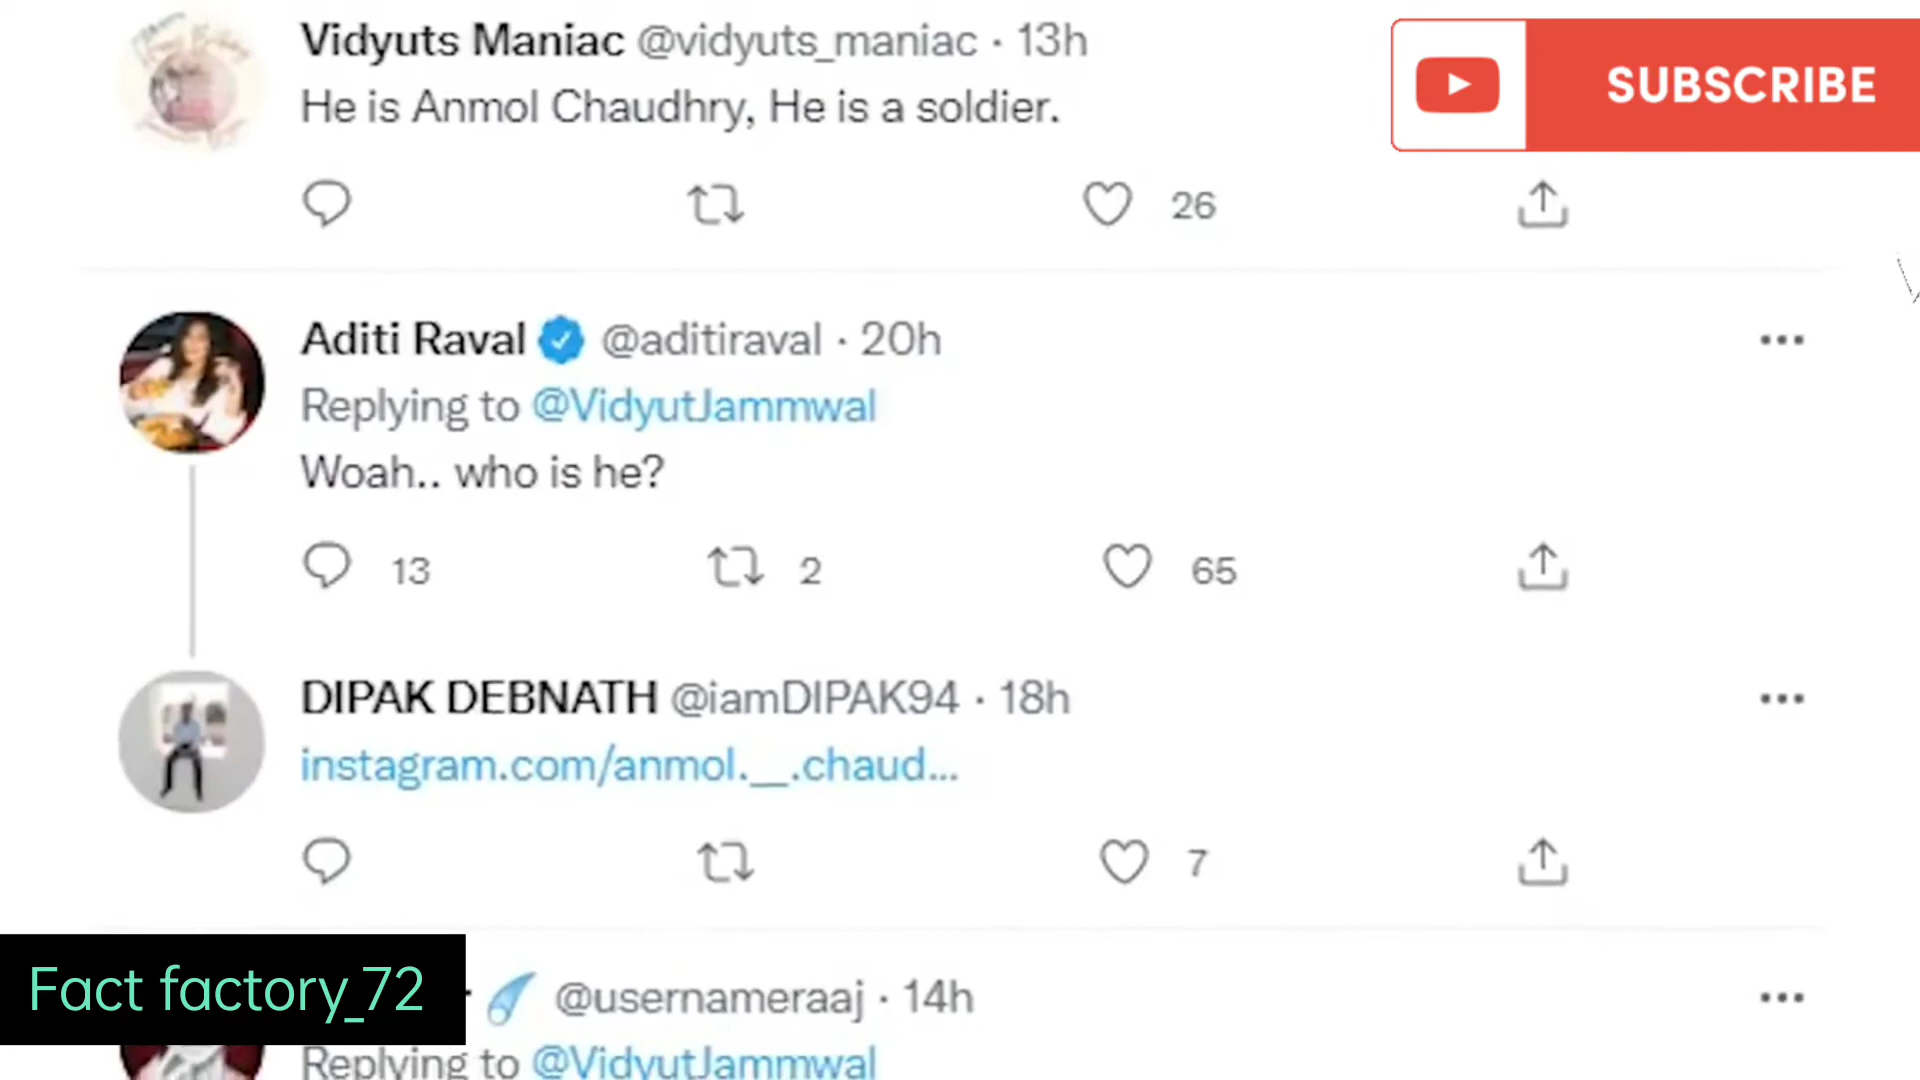 Vidyuts Maniac @vidyuts_maniac · 13h
SUBSCRIBE
He is Anmol Chaudhry, He is a soldier.
26
Aditi Raval @aditiraval · 20h
Replying to @VidyutJammwal
Woah.. who is he?
13 2 65
DIPAK DEBNATH @iamDIPAK94 · 18h
instagram.com/anmol.__.chaud...
7
Fact factory_72
@usernameraaj · 14h
Replying to @VidyutJammwal